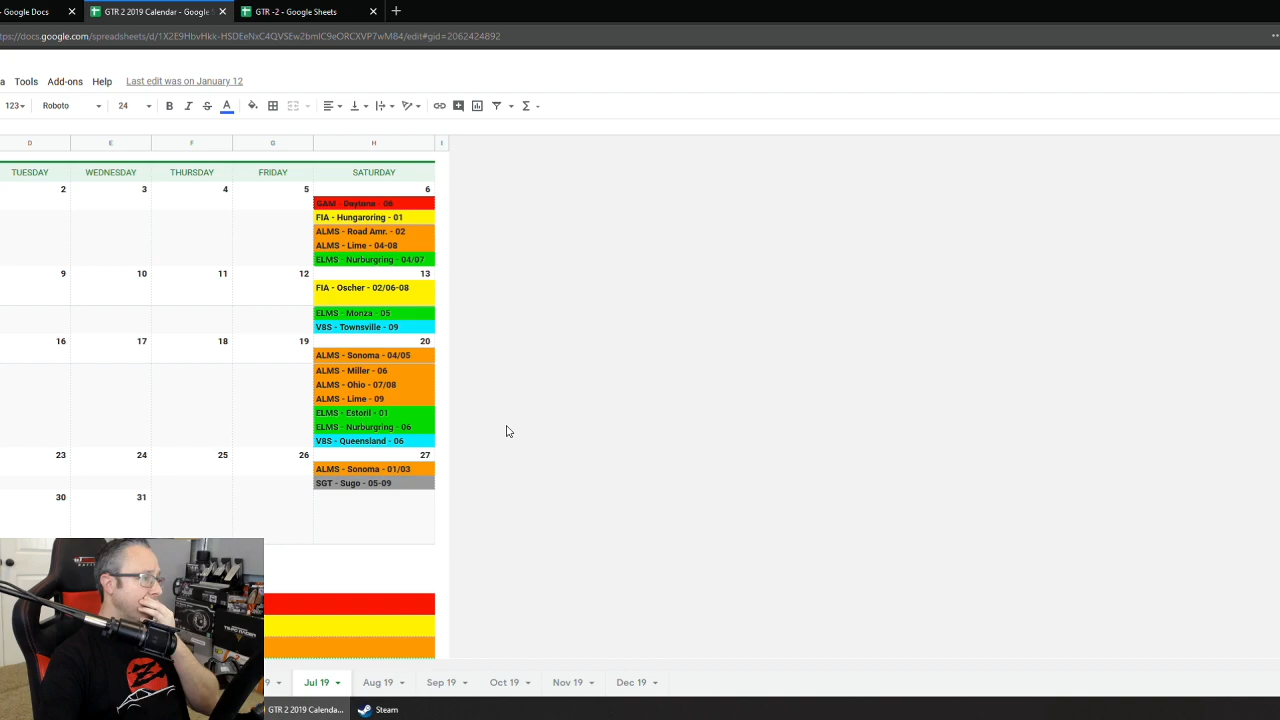 - Google Docs
GTR 2 2019 Calendar - Google S
GTR -2 - Google Sheets
ttps://docs.google.com/spreadsheets/d/1X2E9HbvHkk-HSDEeNxC4QVSEw2bmIC9eORCXVP7wM84/edit#gid=2062424892
a Tools Add-ons Help Last edit was on January 12
123 Roboto 24 B I S A
D E F G H I
TUESDAY WEDNESDAY THURSDAY FRIDAY SATURDAY
2 3 4 5 6
GAM - Daytona - 06
FIA - Hungaroring - 01
ALMS - Road Amr. - 02
ALMS - Lime - 04-08
ELMS - Nurburgring - 04/07
9 10 11 12 13
FIA - Oscher - 02/06-08
ELMS - Monza - 05
V8S - Townsville - 09
16 17 18 19 20
ALMS - Sonoma - 04/05
ALMS - Miller - 06
ALMS - Ohio - 07/08
ALMS - Lime - 09
ELMS - Estoril - 01
ELMS - Nurburgring - 06
V8S - Queensland - 06
23 24 25 26 27
ALMS - Sonoma - 01/03
SGT - Sugo - 05-09
30 31
9 Jul 19 Aug 19 Sep 19 Oct 19 Nov 19 Dec 19
GTR 2 2019 Calenda... Steam